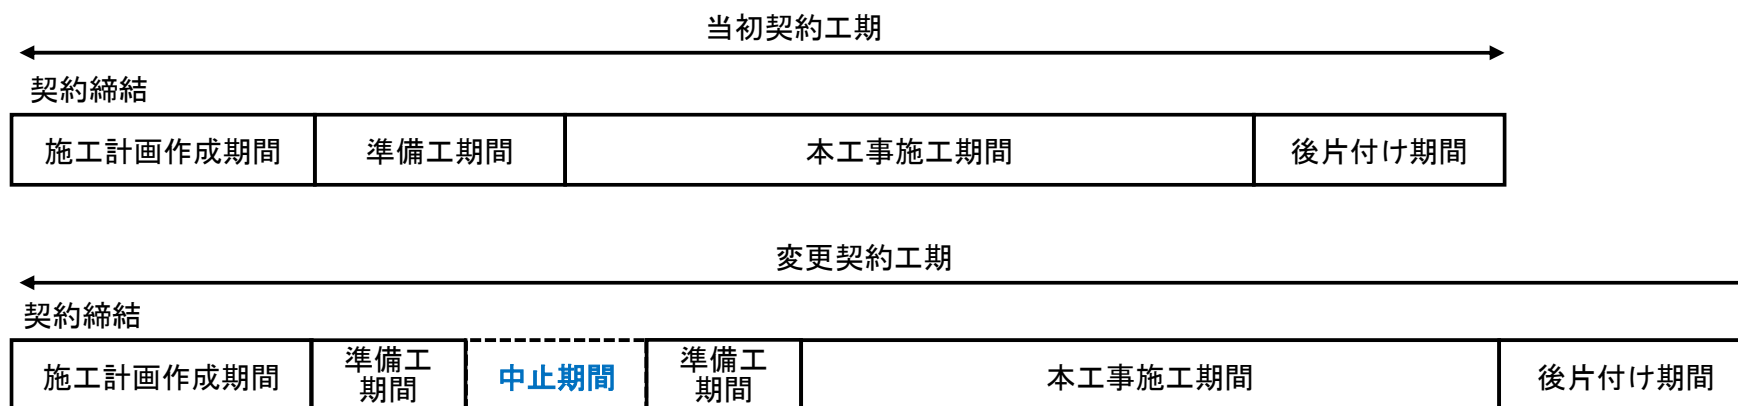 当初契約工期
契約締結
施工計画作成期間 準備工期間 本工事施工期間 後片付け期間
変更契約工期
契約締結
施工計画作成期間 準備工 期間 中止期間 準備工 期間 本工事施工期間 後片付け期間